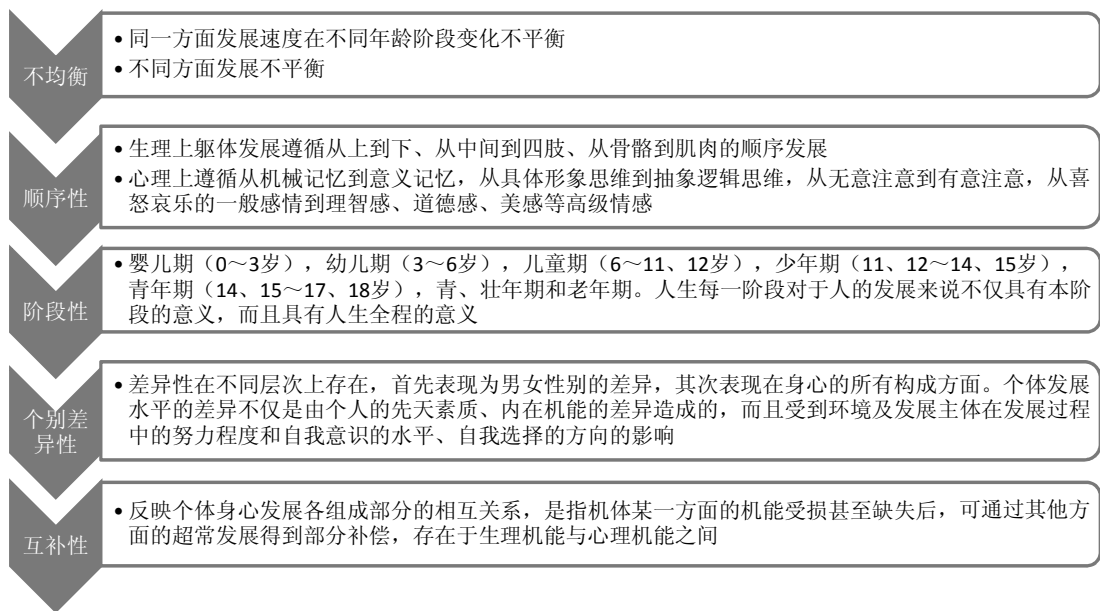 不均衡
• 同一方面发展速度在不同年龄阶段变化不平衡
• 不同方面发展不平衡
顺序性
• 生理上躯体发展遵循从上到下、从中间到四肢、从骨骼到肌肉的顺序发展
• 心理上遵循从机械记忆到意义记忆，从具体形象思维到抽象逻辑思维，从无意注意到有意注意，从喜
怒哀乐的一般感情到理智感、道德感、美感等高级情感
阶段性
• 婴儿期（0～3岁），幼儿期（3～6岁），儿童期（6～11、12岁），少年期（11、12～14、15岁），
青年期（14、15～17、18岁），青、壮年期和老年期。人生每一阶段对于人的发展来说不仅具有本阶
段的意义，而且具有人生全程的意义
个别差
异性
• 差异性在不同层次上存在，首先表现为男女性别的差异，其次表现在身心的所有构成方面。个体发展
水平的差异不仅是由个人的先天素质、内在机能的差异造成的，而且受到环境及发展主体在发展过程
中的努力程度和自我意识的水平、自我选择的方向的影响
互补性
• 反映个体身心发展各组成部分的相互关系，是指机体某一方面的机能受损甚至缺失后，可通过其他方
面的超常发展得到部分补偿，存在于生理机能与心理机能之间